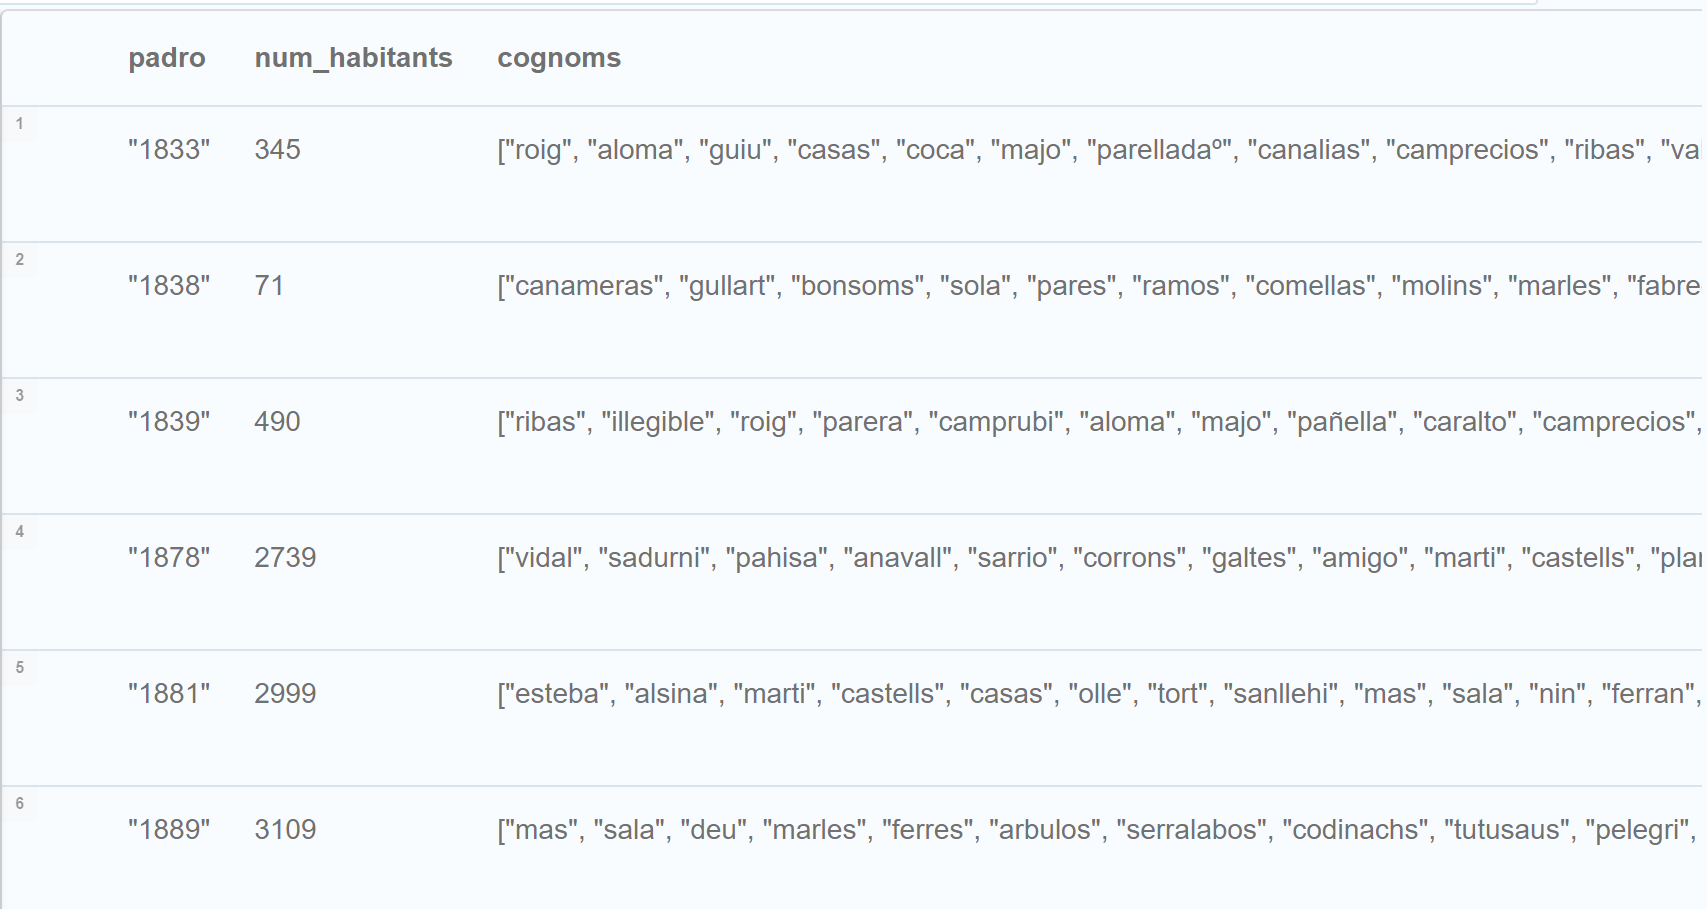 padro num_habitants cognoms
1
"1833" 345 ["roig", "aloma", "guiu", "casas", "coca", "majo", "parelladaº", "canalias", "camprecios", "ribas", "va
2
"1838" 71 ["canameras", "gullart", "bonsoms", "sola", "pares", "ramos", "comellas", "molins", "marles", "fabre
3
"1839" 490 ["ribas", "illegible", "roig", "parera", "camprubi", "aloma", "majo", "pañella", "caralto", "camprecios",
4
"1878" 2739 ["vidal", "sadurni", "pahisa", "anavall", "sarrio", "corrons", "galtes", "amigo", "marti", "castells", "plan
5
"1881" 2999 ["esteba", "alsina", "marti", "castells", "casas", "olle", "tort", "sanllehi", "mas", "sala", "nin", "ferran",
6
"1889" 3109 ["mas", "sala", "deu", "marles", "ferres", "arbulos", "serralabos", "codinachs", "tutusaus", "pelegri",